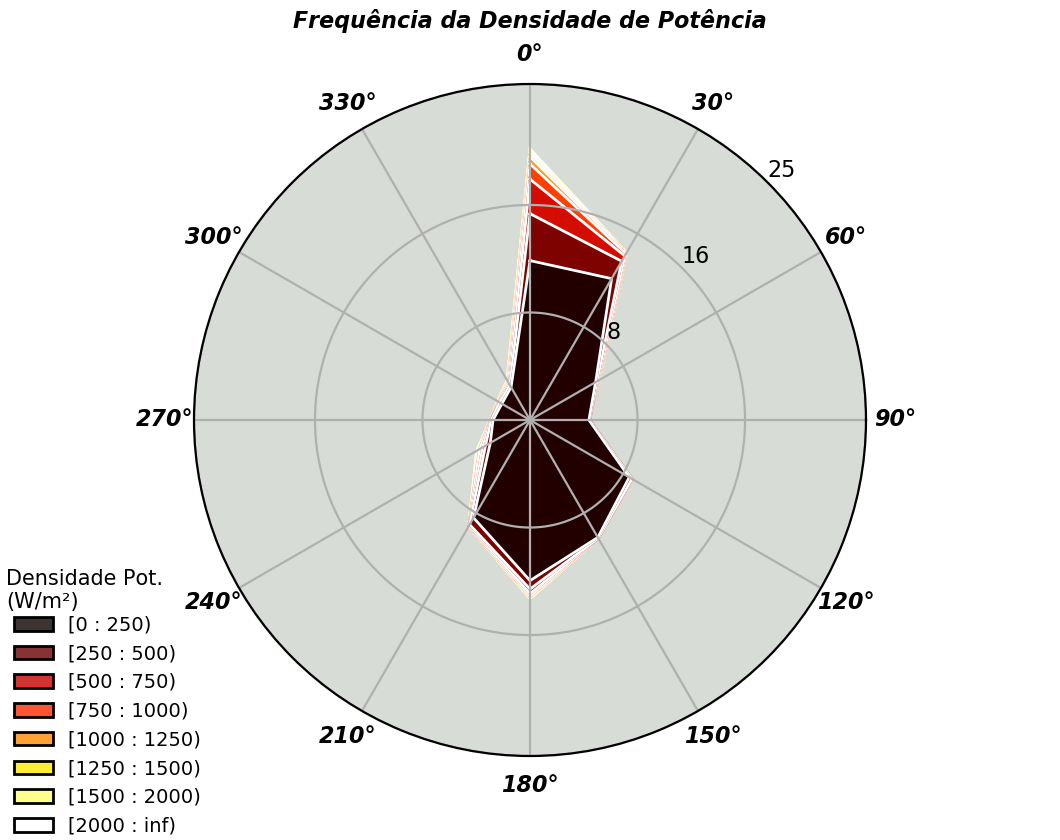 Frequência da Densidade de Potência
0°
330°
30°
25
300°
60°
16
8
270°
90°
240°
120°
210°
150°
180°
Densidade Pot.
(W/m²)
[0 : 250)
[250 : 500)
[500 : 750)
[750 : 1000)
[1000 : 1250)
[1250 : 1500)
[1500 : 2000)
[2000 : inf)